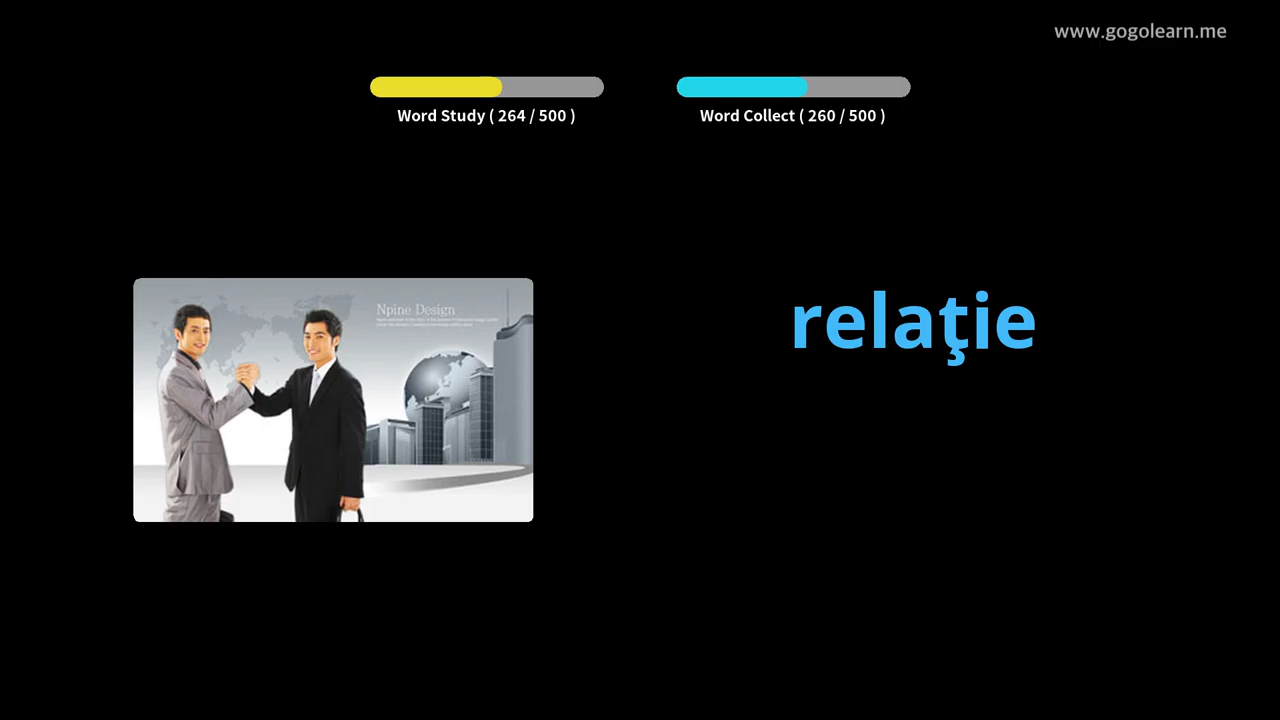 www.gogolearn.me
Word Study ( 264 / 500 )
Word Collect ( 260 / 500 )
relaţie
Npine Design